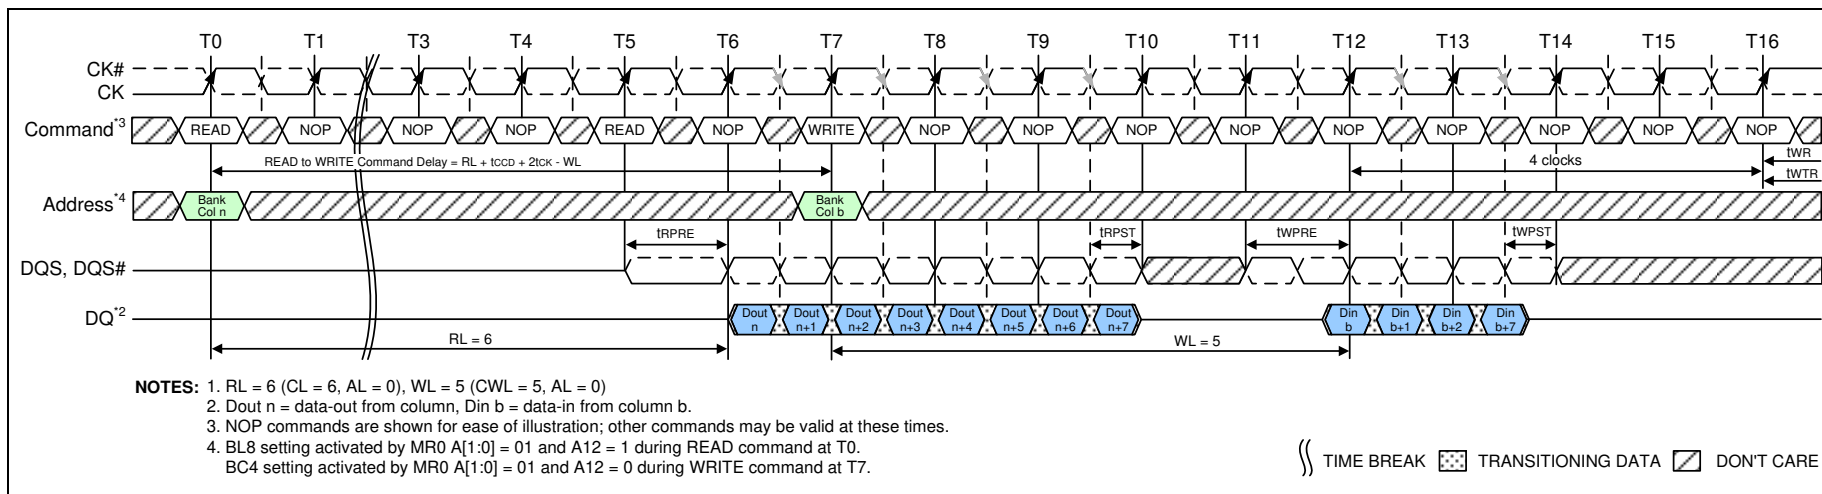 T0 T1 T3 T4 T5 T6 T7 T8 T9 T10 T11 T12 T13 T14 T15 T16
CK#
CK
Command*3 READ NOP NOP NOP READ NOP WRITE NOP NOP NOP NOP NOP NOP NOP NOP NOP
READ to WRITE Command Delay = RL + tCCD + 2tCK - WL
4 clocks
tWR
tWTR
Address*4
Bank Col n
Bank Col b
tRPRE tRPST tWPRE tWPST
DQS, DQS#
DQ*2
Dout n Dout n+1 Dout n+2 Dout n+3 Dout n+4 Dout n+5 Dout n+6 Dout n+7 Din b Din b+1 Din b+2 Din b+7
RL = 6
WL = 5
NOTES: 1. RL = 6 (CL = 6, AL = 0), WL = 5 (CWL = 5, AL = 0)
2. Dout n = data-out from column, Din b = data-in from column b.
3. NOP commands are shown for ease of illustration; other commands may be valid at these times.
4. BL8 setting activated by MR0 A[1:0] = 01 and A12 = 1 during READ command at T0.
BC4 setting activated by MR0 A[1:0] = 01 and A12 = 0 during WRITE command at T7.
TIME BREAK TRANSITIONING DATA DON'T CARE